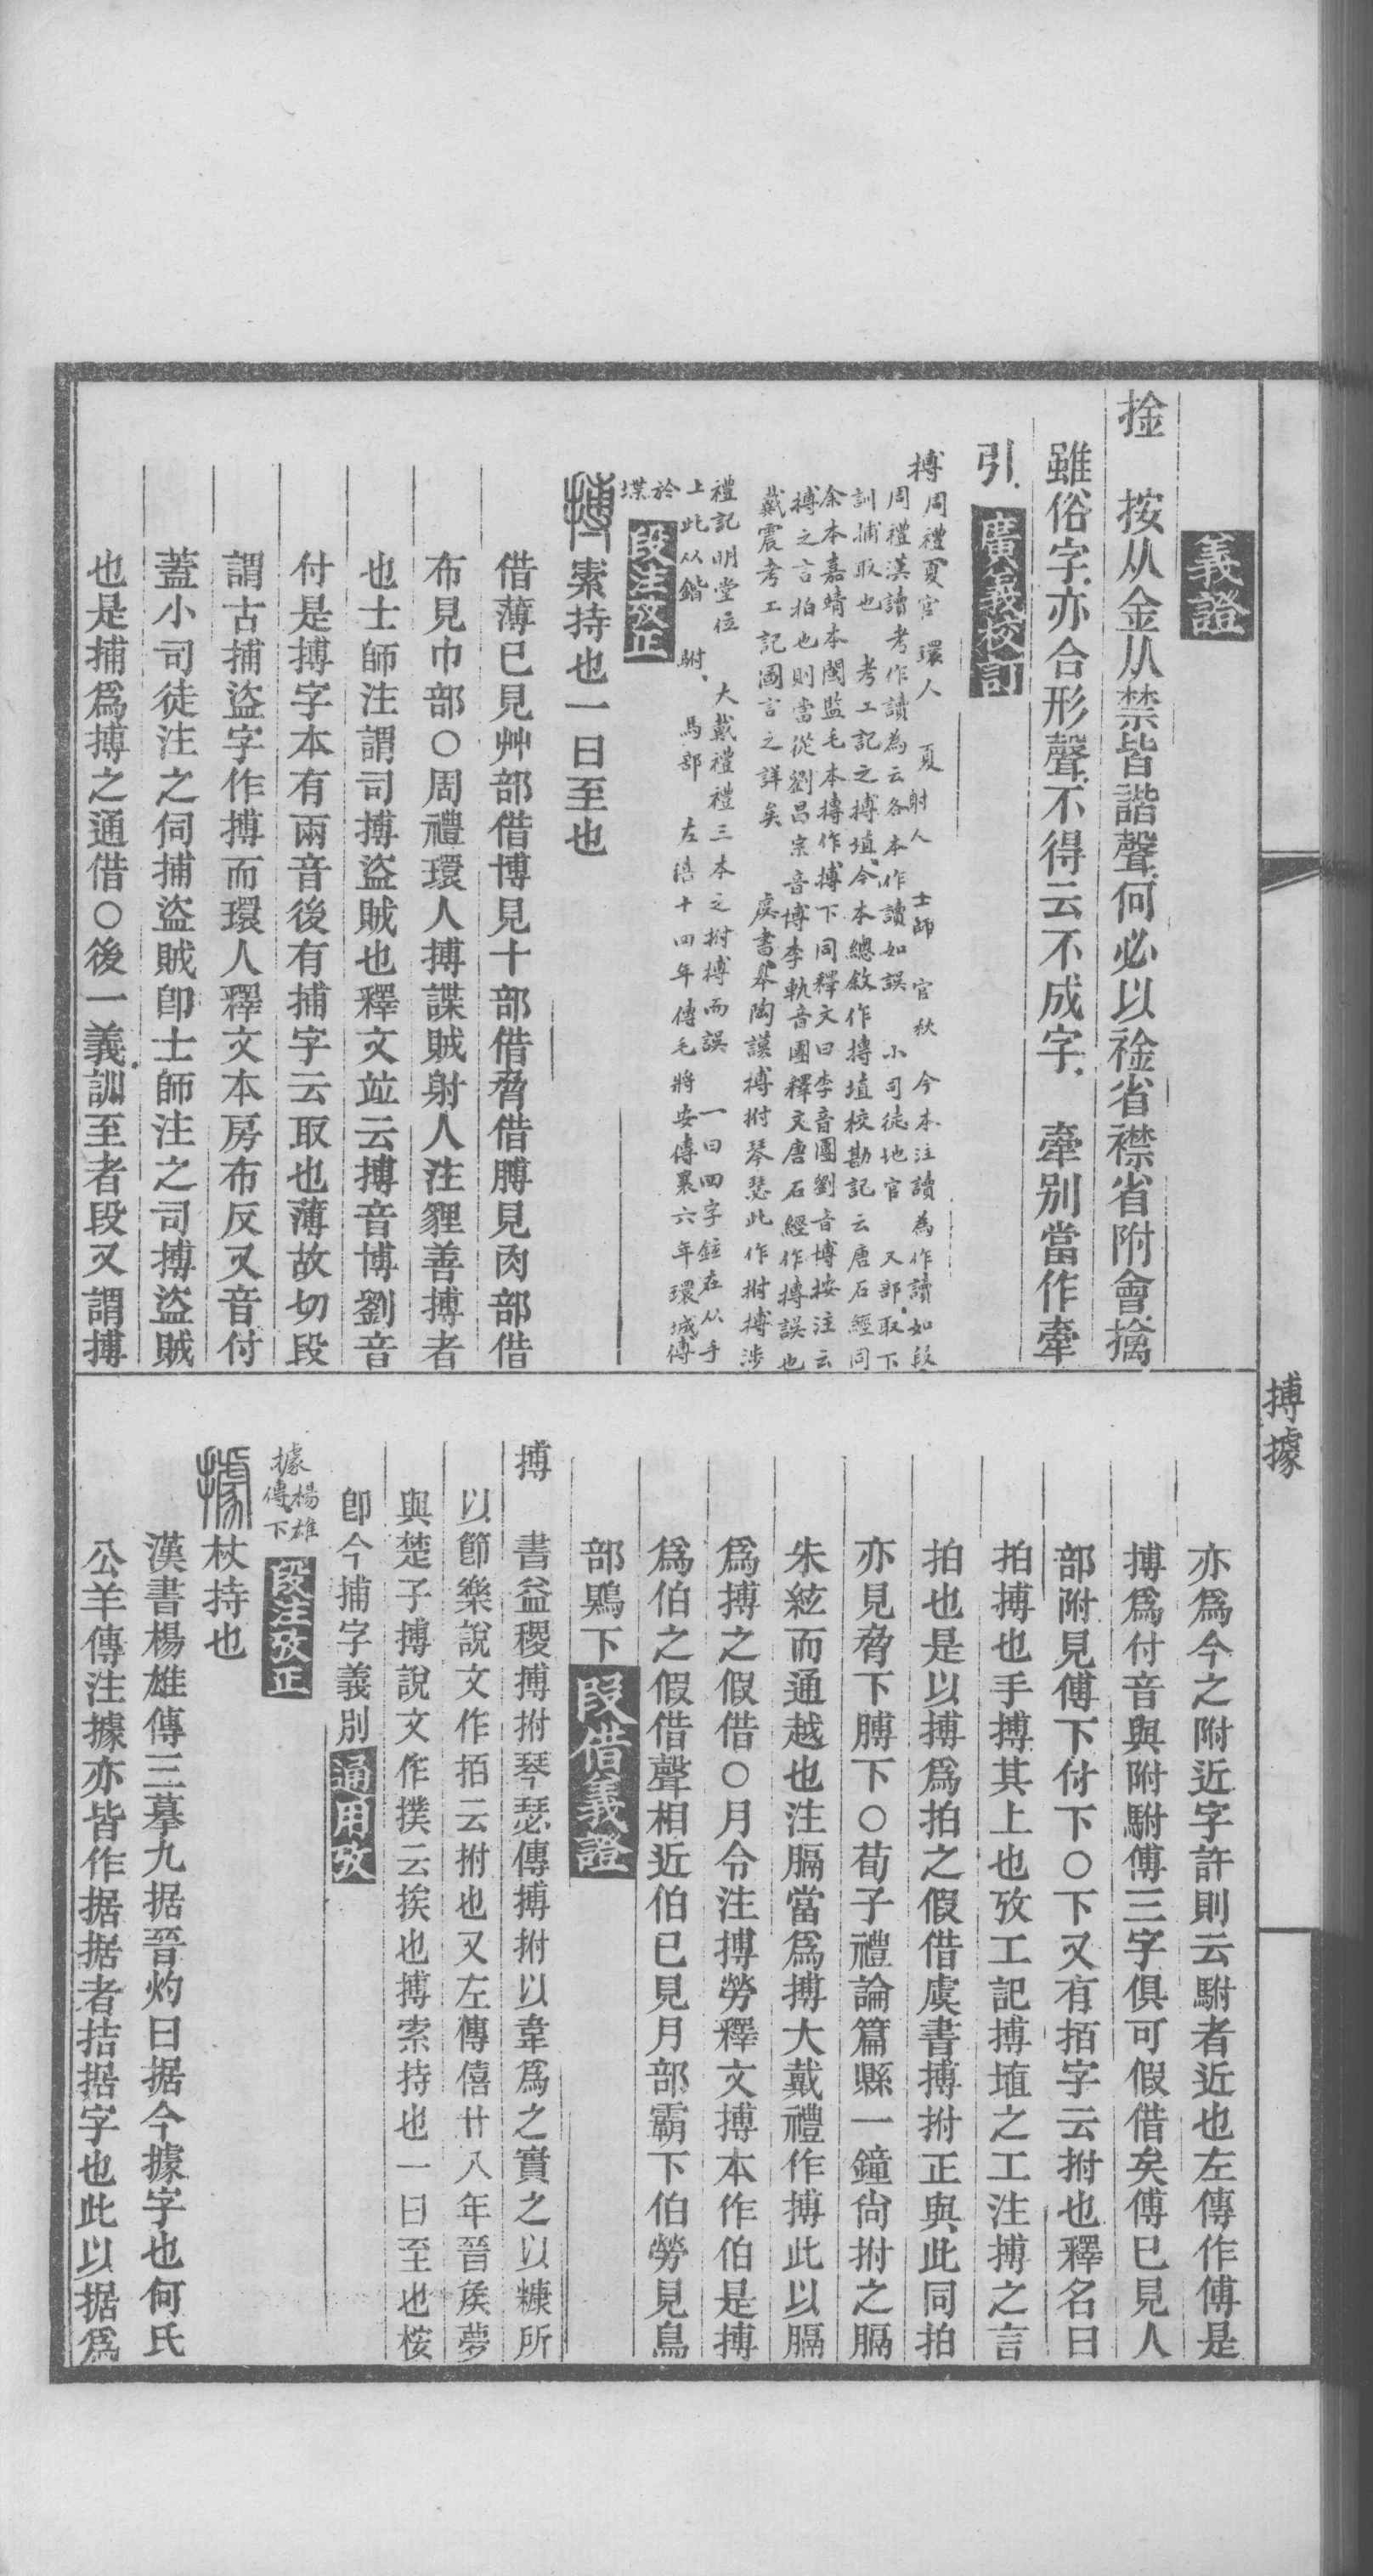 義證
捦　按从金从禁皆諧聲何必以䘳省襟省附會擒
雖俗字亦合形聲不得云不成字　牽别當作牽
引
廣義校訂
搏周禮夏官環人　夏射人　士師官秋　今本注讀為作讀如段
周禮漢讀考作讀為云各本作讀如誤　小司徒地官　又部取下
訓捕取也　考工記之搏埴今本總敘作摶埴校勘記云唐石經同
余本嘉靖本閩監毛本摶作搏下同釋文曰李音團劉音博按注云
搏之言拍也則當從劉昌宗音博李軌音團釋文唐石經作摶誤也
戴震考工記圖言之詳矣　虞書皋陶謨搏拊琴瑟此作拊搏涉
禮記明堂位　大戴禮禮三本之拊搏而誤　一曰四字鉉在从手
上此从鍇　駙馬部　左僖十四年傳毛將安傅襄六年環城傅
於堞
段注攷正
搏索持也一曰至也
借薄已見艸部借博見十部借脅借膊見肉部借
布見巾部〇周禮環人搏諜賊射人注貍善搏者
也士師注謂司搏盜賊也釋文竝云搏音博劉音
付是搏字本有兩音後有捕字云取也薄故切段
謂古捕盜字作搏而環人釋文本房布反又音付
蓋小司徒注之伺捕盜賊卽士師注之司搏盜賊
也是捕爲搏之通借〇後一義訓至者段又謂搏
搏據
亦爲今之附近字許則云駙者近也左傳作傅是
搏爲付音與附駙傅三字俱可假借矣傅已見人
部附見傅下付下〇下又有拍字云拊也釋名曰
拍搏也手搏其上也攷工記搏埴之工注搏之言
拍也是以搏爲拍之假借虞書搏拊正與此同拍
亦見脅下膊下〇荀子禮論篇縣一鐘尙拊之膈
朱絃而通越也注膈當爲搏大戴禮作搏此以膈
爲搏之假借〇月令注搏勞釋文搏本作伯是搏
爲伯之假借聲相近伯已見月部霸下伯勞見鳥
部鶪下
段借義證
搏　書益稷搏拊琴瑟傳搏拊以韋爲之實之以糠所
以節樂說文作拍云拊也又左傳僖廿八年晉矦夢
與楚子搏說文作撲云挨也搏索持也一曰至也桉
卽今捕字義別
通用攷
據楊雄傳下
段注攷正
據杖持也
漢書楊雄傳三摹九据晉灼曰据今據字也何氏
公羊傳注據亦皆作据据者拮据字也此以据爲